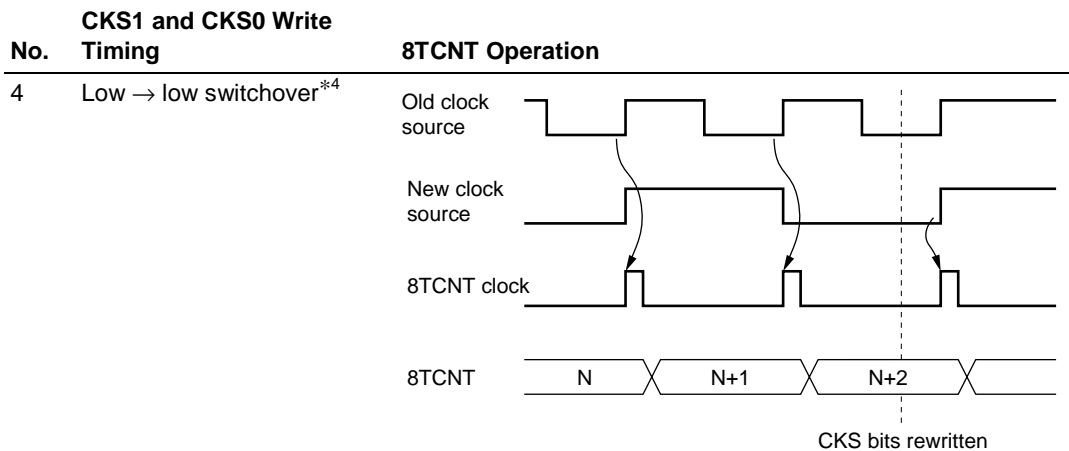 No.
CKS1 and CKS0 Write
Timing
8TCNT Operation
4
Low → low switchover*4
Old clock
source
New clock
source
8TCNT clock
8TCNT
N
N+1
N+2
CKS bits rewritten